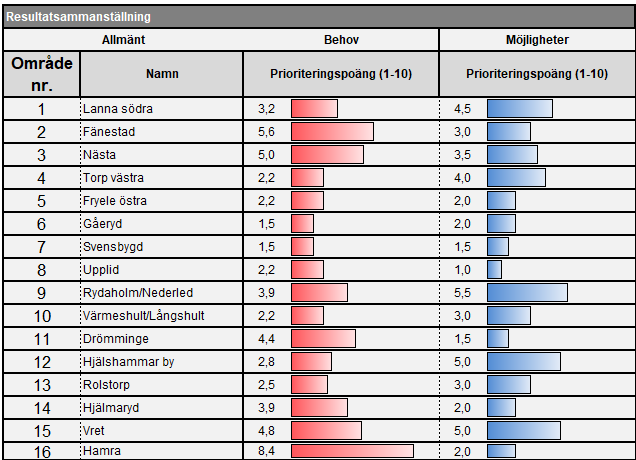 Resultatsammanställning
Allmänt Behov Möjligheter
Område nr. Namn Prioriteringspoäng (1-10) Prioriteringspoäng (1-10)
1 Lanna södra 3,2 4,5
2 Fänestad 5,6 3,0
3 Nästa 5,0 3,5
4 Torp västra 2,2 4,0
5 Fryele östra 2,2 2,0
6 Gåeryd 1,5 2,0
7 Svensbygd 1,5 1,5
8 Upplid 2,2 1,0
9 Rydaholm/Nederled 3,9 5,5
10 Värmeshult/Långshult 2,2 3,0
11 Drömminge 4,4 1,5
12 Hjälshammar by 2,8 5,0
13 Rolstorp 2,5 3,0
14 Hjälmaryd 3,9 2,0
15 Vret 4,8 5,0
16 Hamra 8,4 2,0